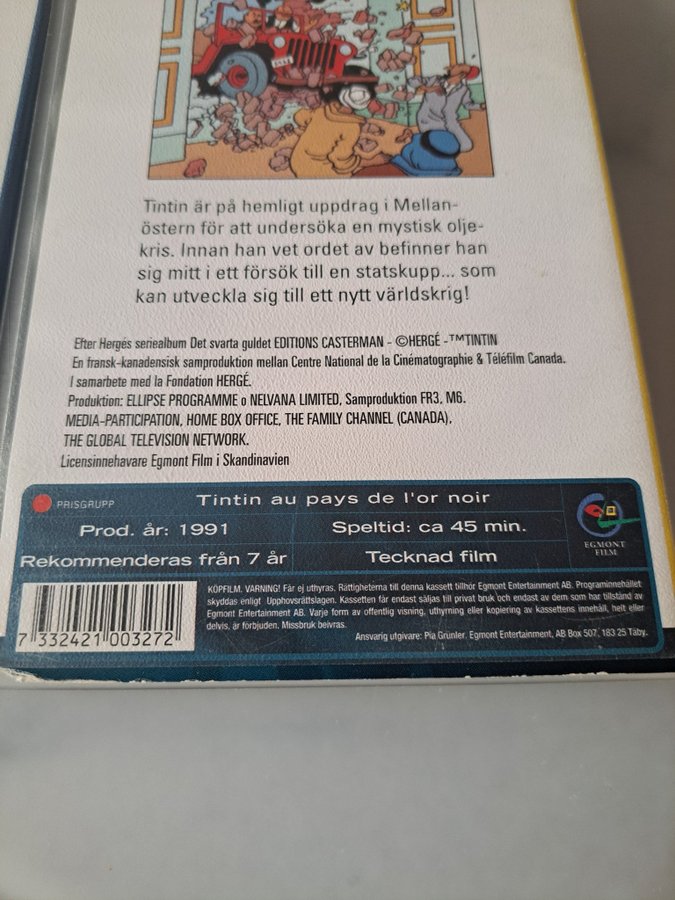 Tintin är på hemligt uppdrag i Mellan-
östern för att undersöka en mystisk olje-
kris. Innan han vet ordet av befinner han
sig mitt i ett försök till en statskupp... som
kan utveckla sig till ett nytt världskrig!
Efter Hergés seriealbum Det svarta guldet EDITIONS CASTERMAN - ©HERGÉ -™TINTIN
En fransk-kanadensisk samproduktion mellan Centre National de la Cinématographie & Téléfilm Canada.
I samarbete med la Fondation HERGÉ.
Produktion: ELLIPSE PROGRAMME o NELVANA LIMITED, Samproduktion FR3, M6.
MEDIA-PARTICIPATION, HOME BOX OFFICE, THE FAMILY CHANNEL (CANADA),
THE GLOBAL TELEVISION NETWORK.
Licensinnehavare Egmont Film i Skandinavien
PRISGRUPP
Tintin au pays de l'or noir
Prod. år: 1991
Speltid: ca 45 min.
Rekommenderas från 7 år
Tecknad film
EGMONT
FILM
KÖPFILM. VARNING! Får ej uthyras. Rättigheterna till denna kassett tillhör Egmont Entertainment AB. Programinnehållet
skyddas enligt Upphovsrättslagen. Kassetten får endast säljas till privat bruk och endast av dem som har tillstånd av
Egmont Entertainment AB. Varje form av offentlig visning, uthyrning eller kopiering av kassettens innehåll, helt eller
delvis, är förbjuden. Missbruk beivras.
Ansvarig utgivare: Pia Grünler. Egmont Entertainment, AB Box 507, 183 25 Täby.
7 332421 003272